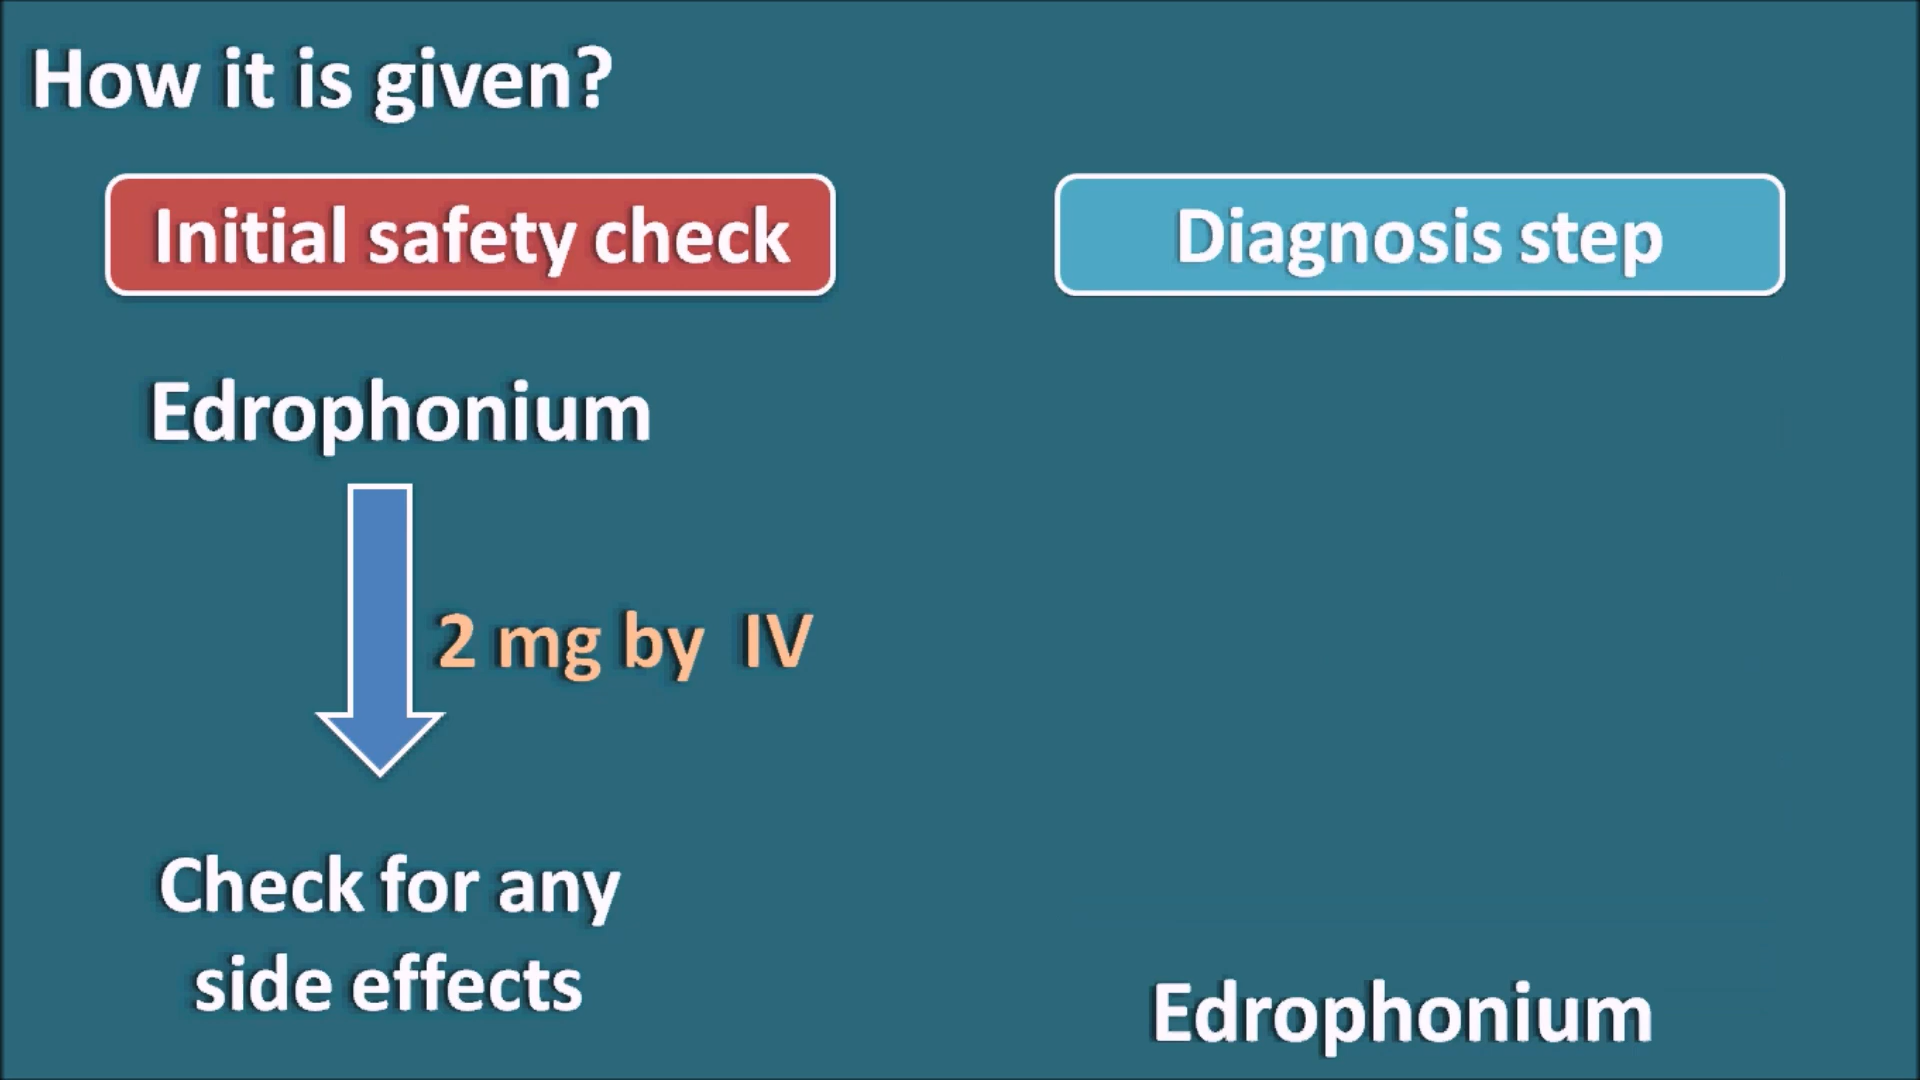 How it is given?
Initial safety check
Diagnosis step
Edrophonium
2 mg by IV
Check for any
side effects
Edrophonium